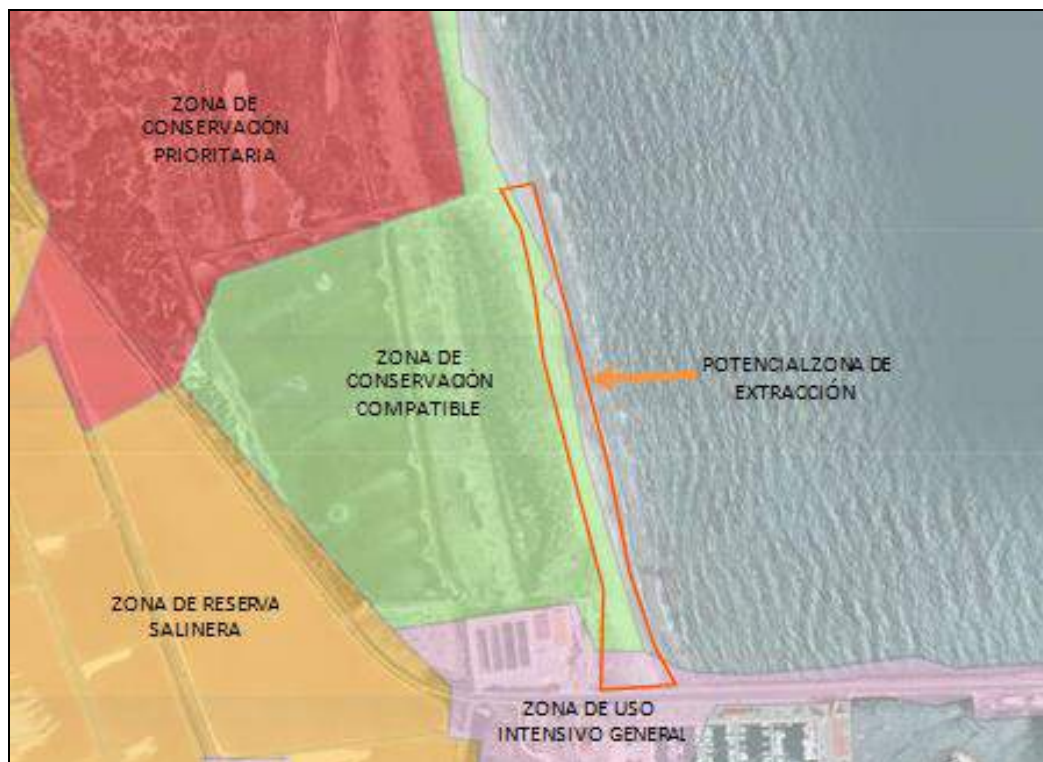 ZONA DE
CONSERVACIÓN
PRIORITARIA
ZONA DE
CONSERVACIÓN
COMPATIBLE
POTENCIALZONA DE
EXTRACCIÓN
ZONA DE RESERVA
SALINERA
ZONA DE USO
INTENSIVO GENERAL